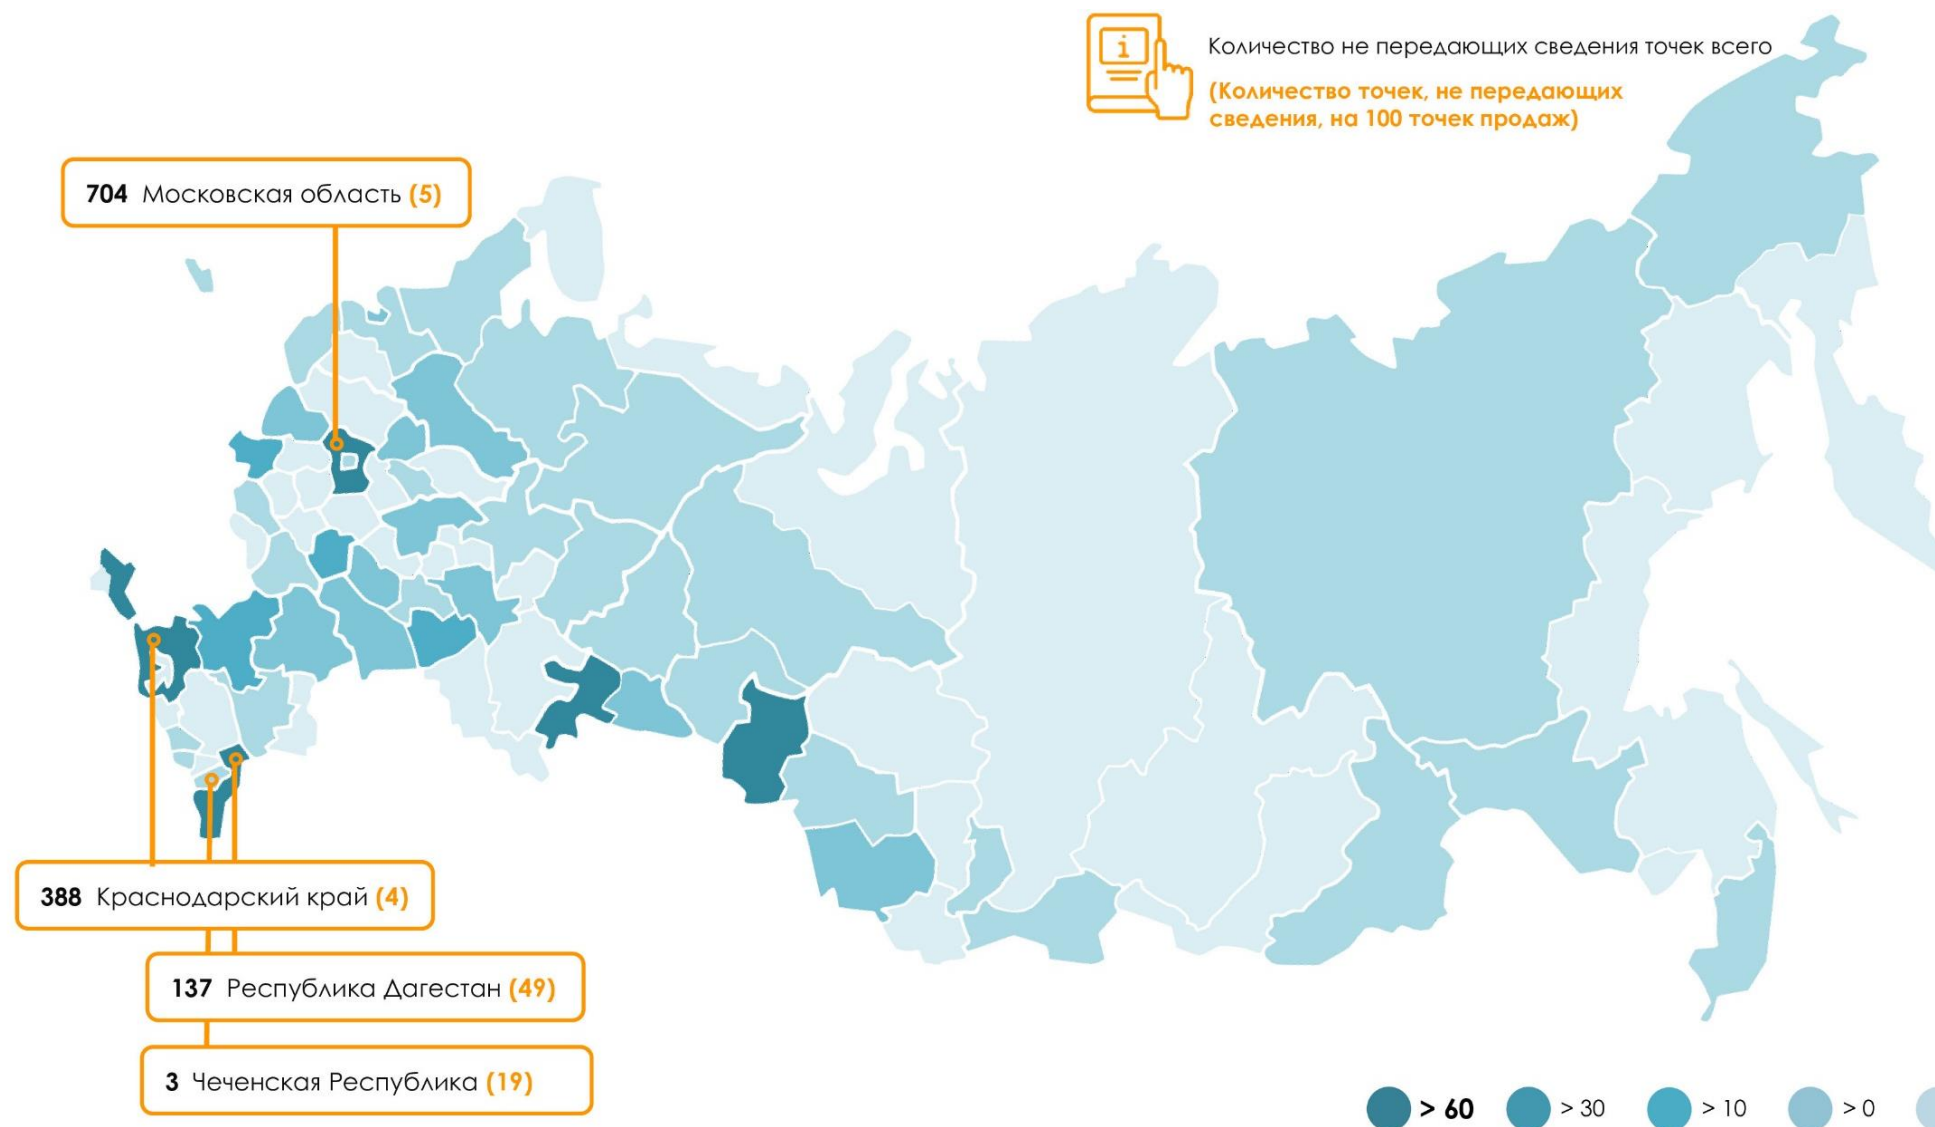 i
Количество не передающих сведения точек всего
(Количество точек, не передающих
сведения, на 100 точек продаж)
704 Московская область (5)
388 Краснодарский край (4)
137 Республика Дагестан (49)
3 Чеченская Республика (19)
> 60 > 30 > 10 > 0